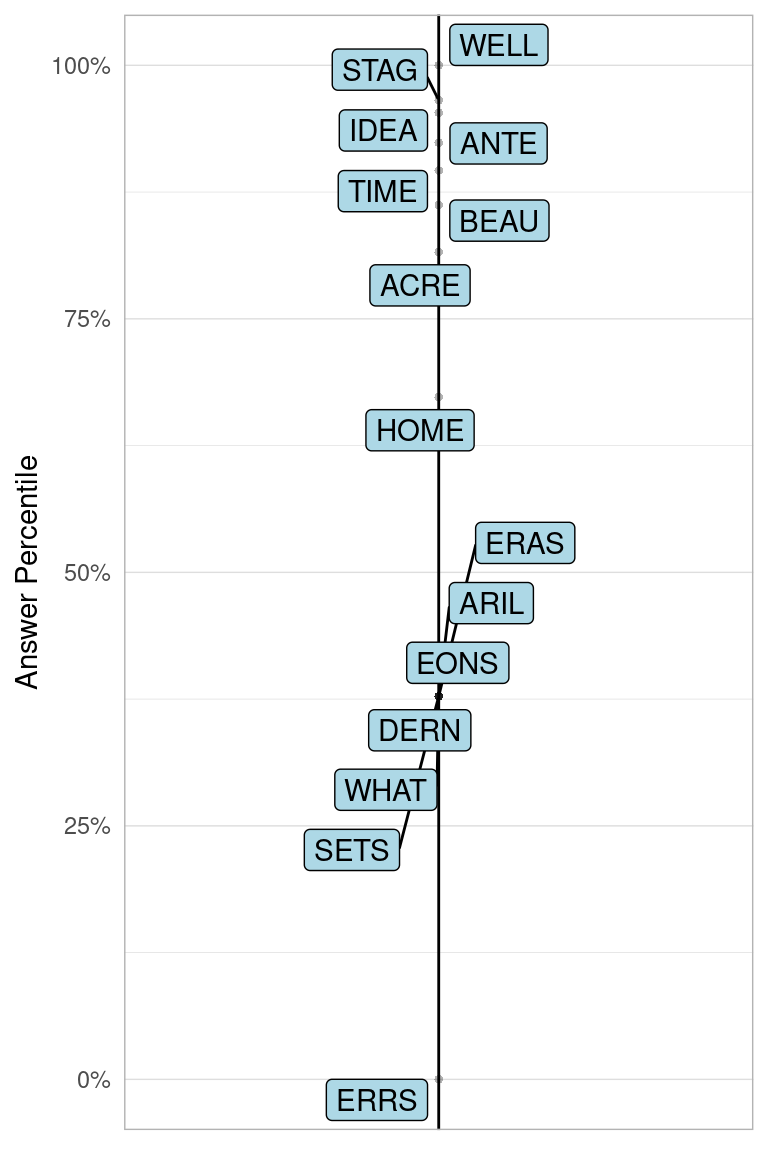 WELL
100%
STAG
IDEA
ANTE
TIME
BEAU
ACRE
75%
HOME
Answer Percentile
ERAS
50%
ARIL
EONS
DERN
WHAT
25%
SETS
0%
ERRS